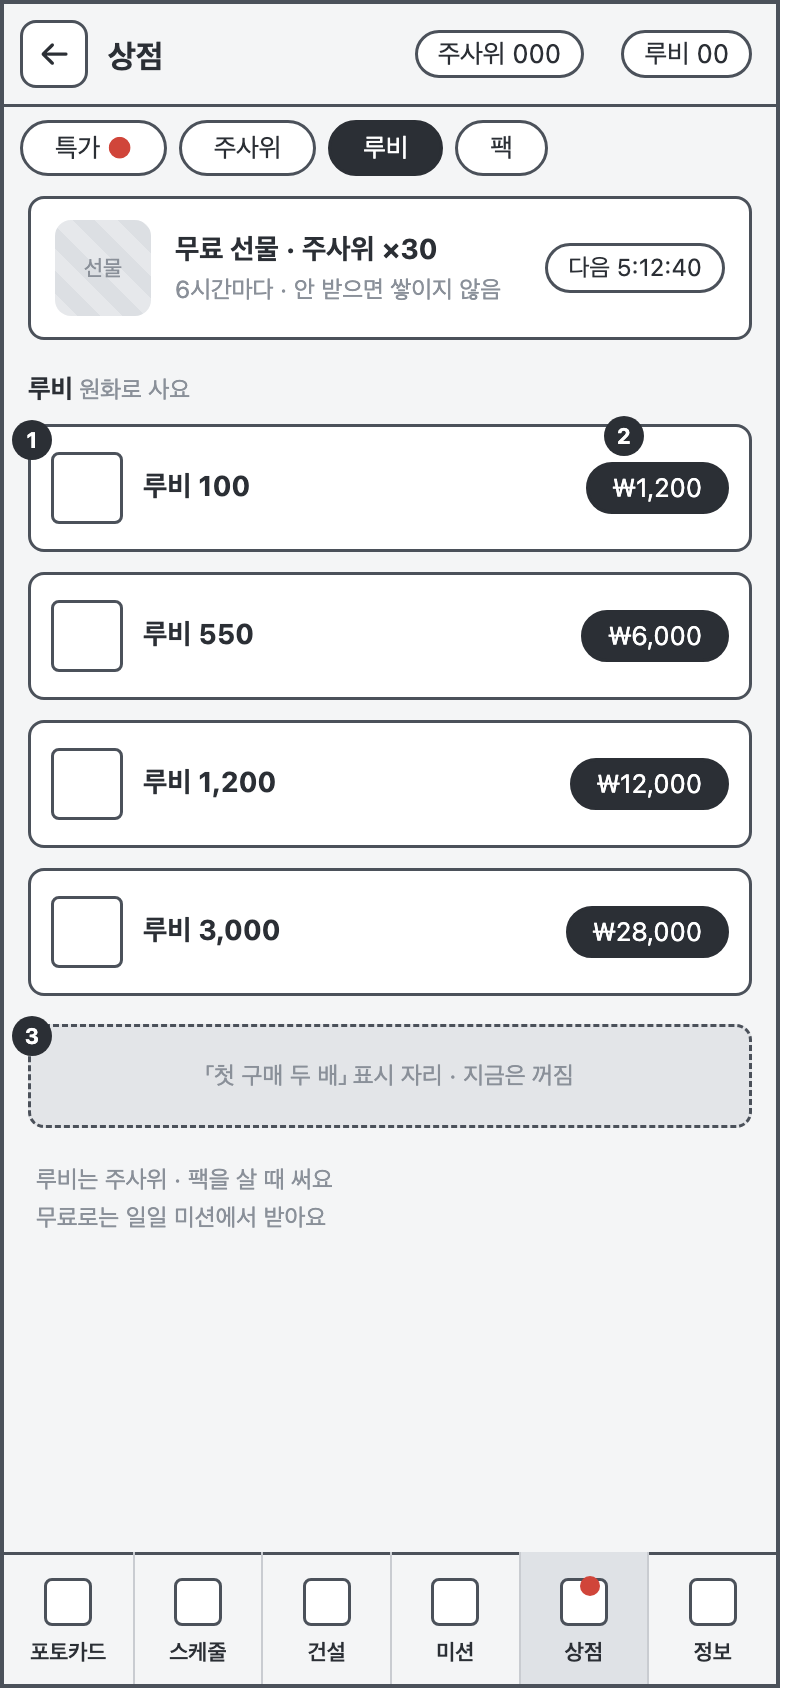 상점 주사위 000 루비 00
특가 주사위 루비 팩
선물
무료 선물 · 주사위 ×30
6시간마다 · 안 받으면 쌓이지 않음
다음 5:12:40
루비 원화로 사요
1
루비 100
2
₩1,200
루비 550 ₩6,000
루비 1,200 ₩12,000
루비 3,000 ₩28,000
3
「첫 구매 두 배」 표시 자리 · 지금은 꺼짐
루비는 주사위 · 팩을 살 때 써요
무료로는 일일 미션에서 받아요
포토카드 스케줄 건설 미션 상점 정보